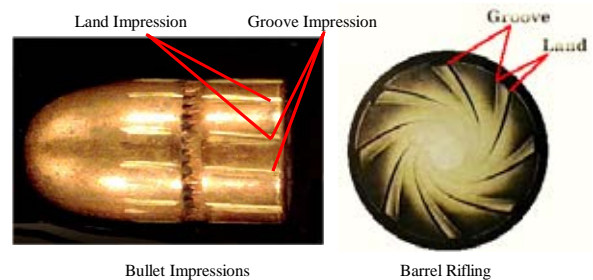 Land Impression
Groove Impression
Groove
Land
Bullet Impressions
Barrel Rifling